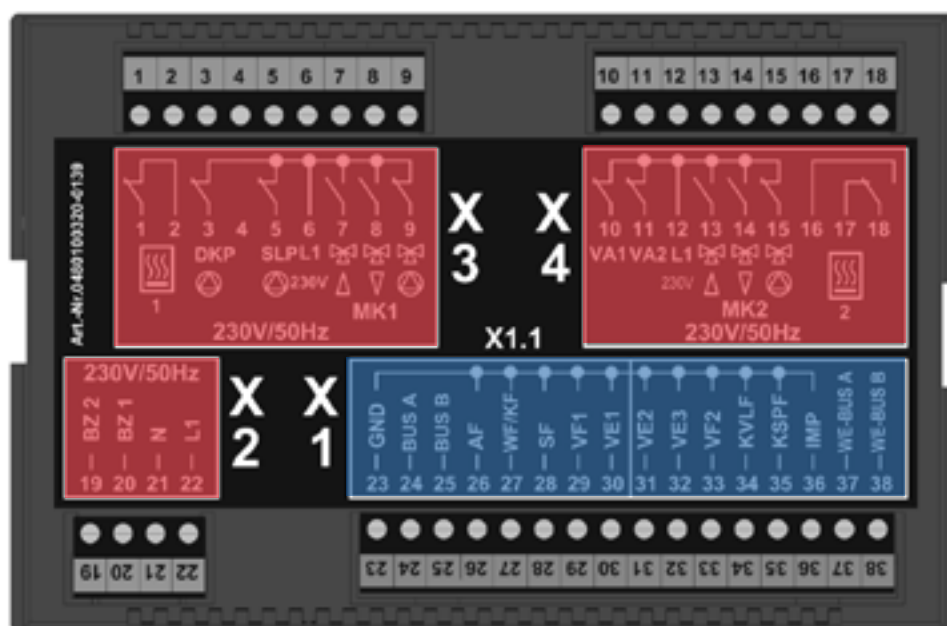 1 2 3 4 5 6 7 8 9
10 11 12 13 14 15 16 17 18
Art.-Nr.0480100320-0139
1 2 3 4 5 6 7 8 9
DKP SLP L1
230V
1
MK1
230V/50Hz
X
3
X
4
10 11 12 13 14 15 16 17 18
VA1 VA2 L1
230V
2
MK2
230V/50Hz
X1.1
230V/50Hz
BZ 2 BZ 1 N L1
19 20 21 22
X
2
X
1
GND BUS A BUS B AF WF/KF SF VF1 VE1 VE2 VE3 VF2 KVLF KSPF IMP WE-BUS A WE-BUS B
23 24 25 26 27 28 29 30 31 32 33 34 35 36 37 38
19 20 21 22
23 24 25 26 27 28 29 30 31 32 33 34 35 36 37 38